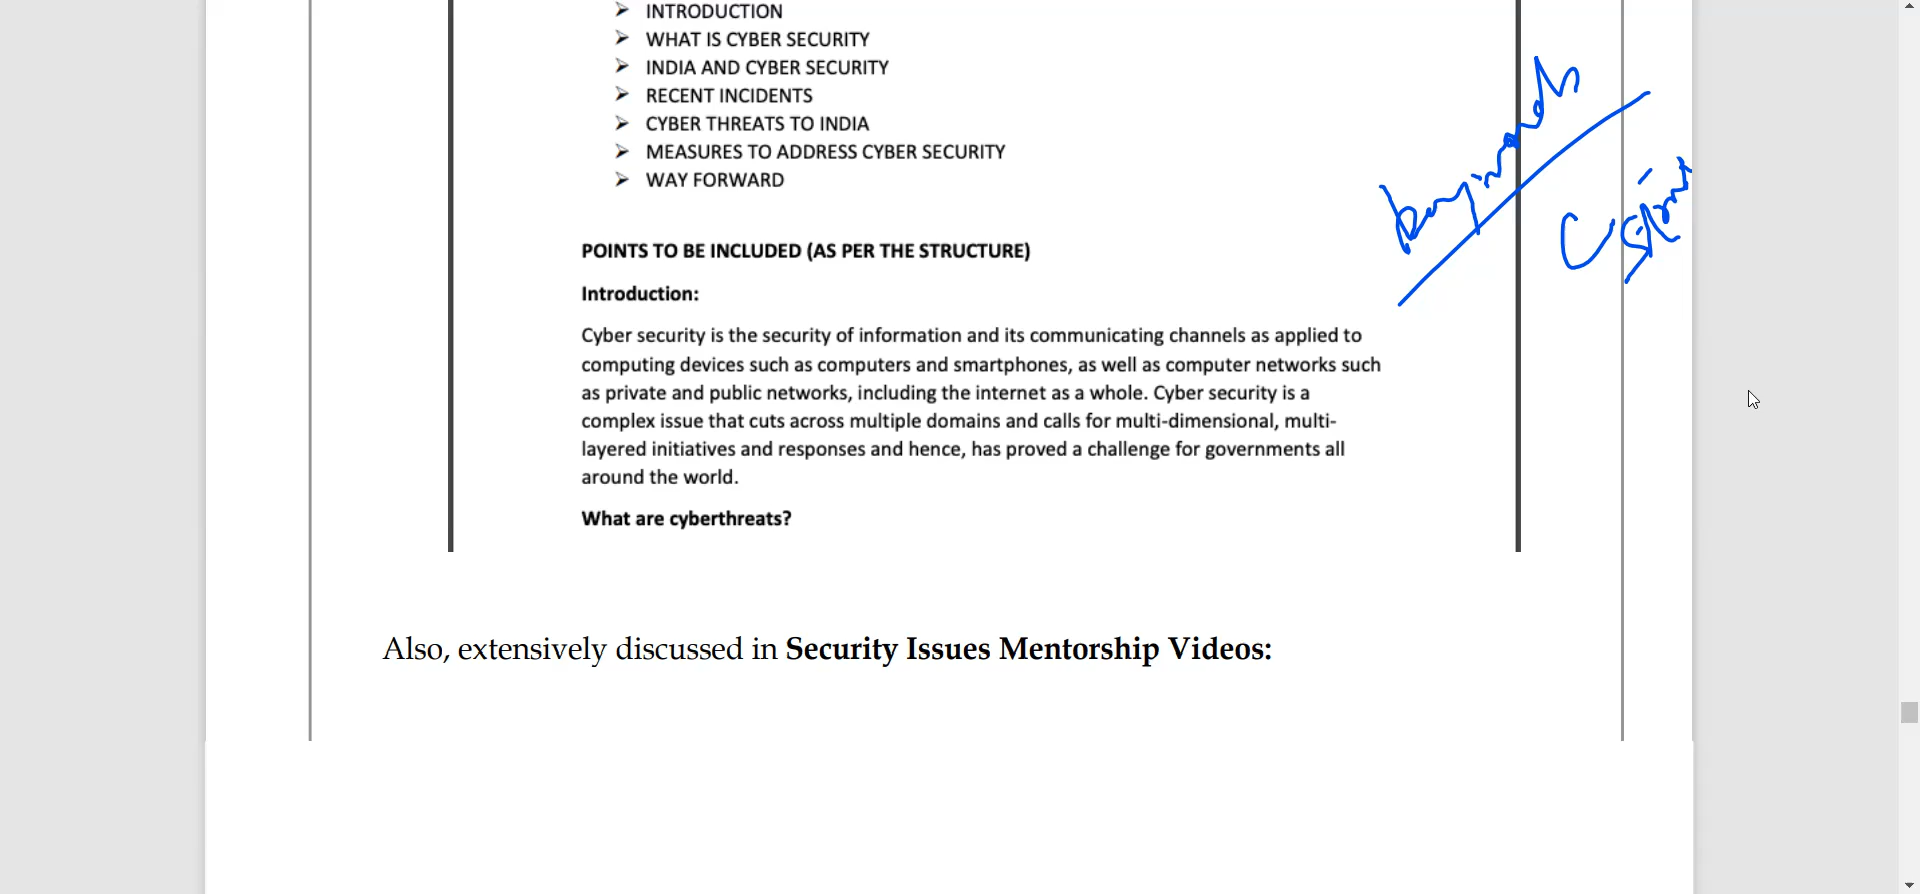 INTRODUCTION
WHAT IS CYBER SECURITY
INDIA AND CYBER SECURITY
RECENT INCIDENTS
CYBER THREATS TO INDIA
MEASURES TO ADDRESS CYBER SECURITY
WAY FORWARD
POINTS TO BE INCLUDED (AS PER THE STRUCTURE)
Introduction:
Cyber security is the security of information and its communicating channels as applied to
computing devices such as computers and smartphones, as well as computer networks such
as private and public networks, including the internet as a whole. Cyber security is a
complex issue that cuts across multiple domains and calls for multi-dimensional, multi-
layered initiatives and responses and hence, has proved a challenge for governments all
around the world.
What are cyberthreats?
Also, extensively discussed in Security Issues Mentorship Videos: